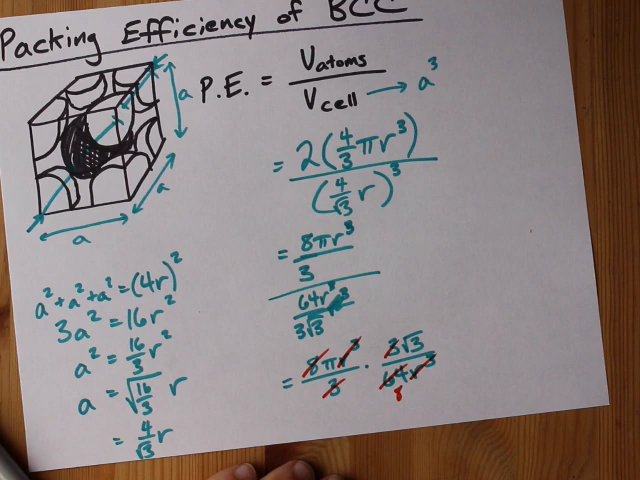 Packing Efficiency of BCC
P.E. = Vatoms / Vcell → a³
a
a
a
= 2(4/3 πr³) / (4/√3 r)³
= 8πr³/3 / 64r³/3√3
= 8πr³/3 · 3√3/64r³
8
a² + a² + a² = (4r)²
3a² = 16r²
a² = 16/3 r²
a = √(16/3) r
= 4/√3 r